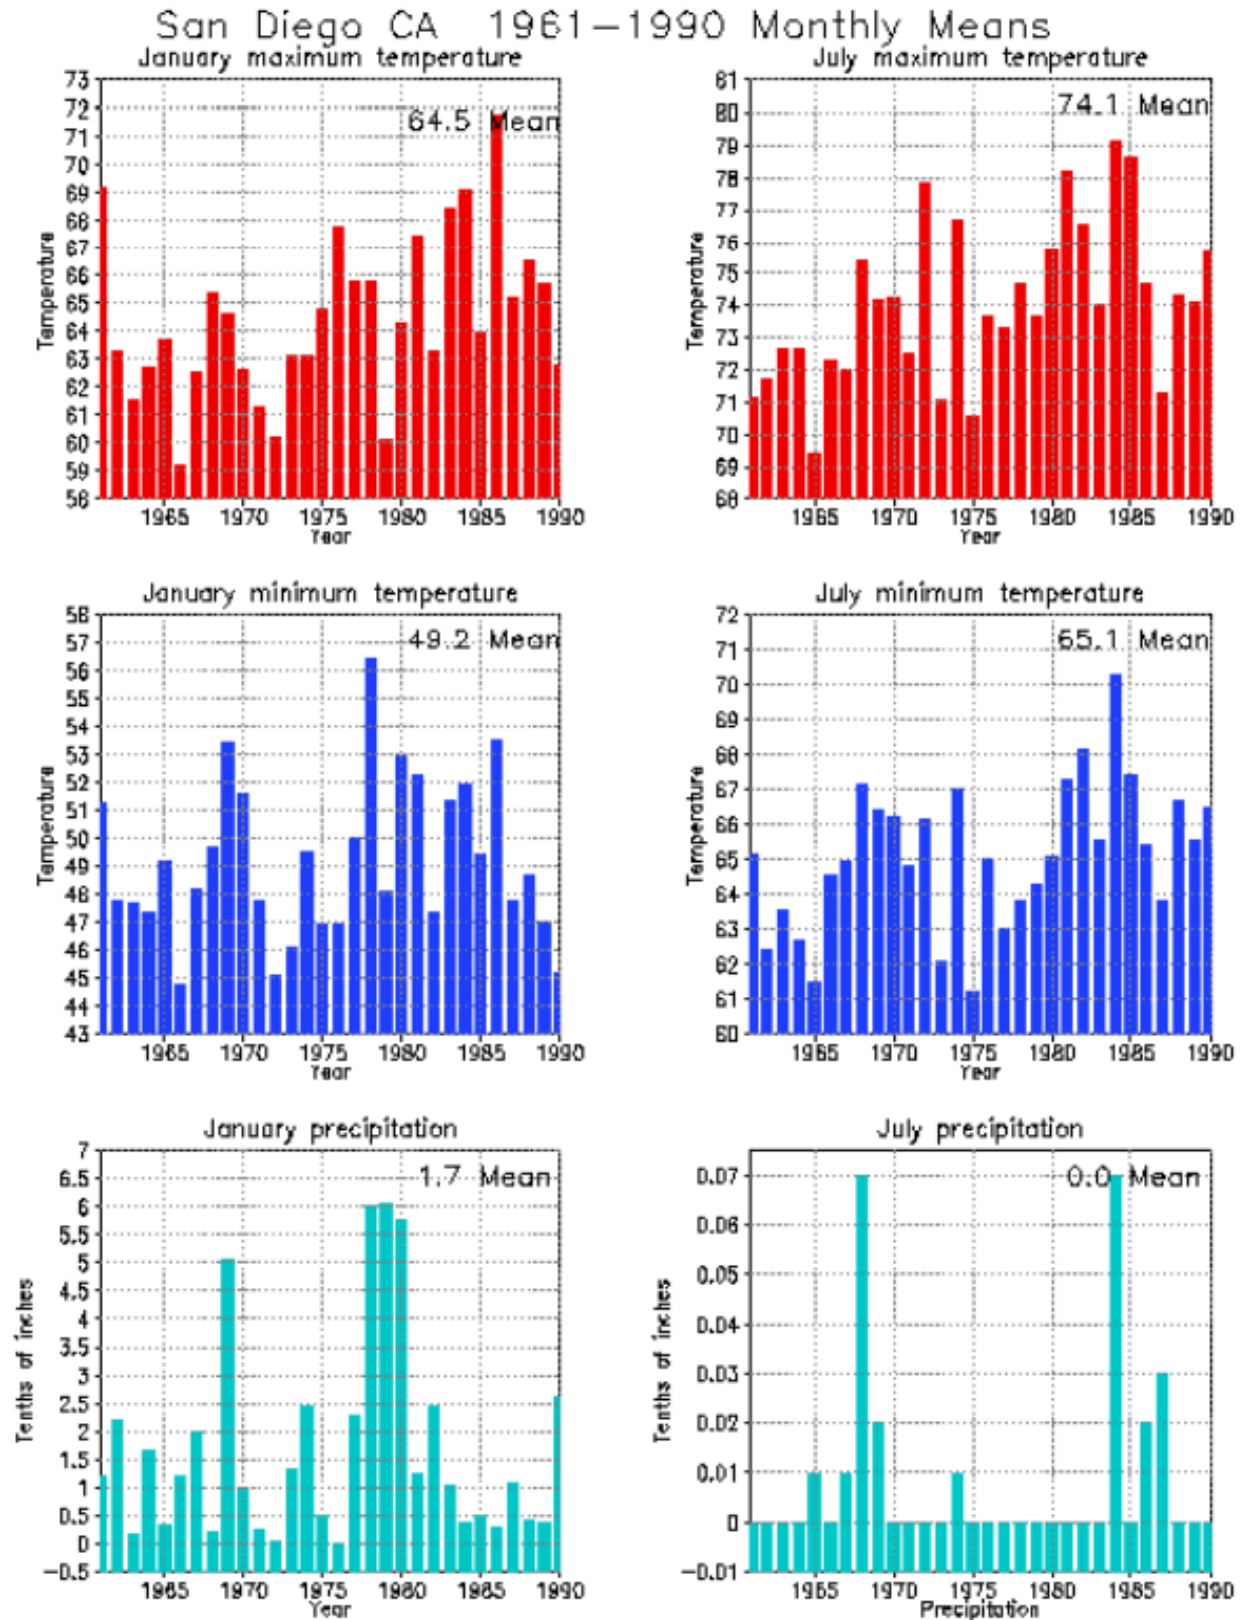 San Diego CA 1961-1990 Monthly Means
January maximum temperature
64.5 Mean
73
72
71
70
69
68
67
66
65
64
63
62
61
60
59
58
Temperature
1965 1970 1975 1980 1985 1990
Year
July maximum temperature
74.1 Mean
81
80
79
78
77
76
75
74
73
72
71
70
69
68
Temperature
1965 1970 1975 1980 1985 1990
Year
January minimum temperature
49.2 Mean
58
57
56
55
54
53
52
51
50
49
48
47
46
45
44
43
Temperature
1965 1970 1975 1980 1985 1990
Year
July minimum temperature
65.1 Mean
72
71
70
69
68
67
66
65
64
63
62
61
60
Temperature
1965 1970 1975 1980 1985 1990
Year
January precipitation
1.7 Mean
7
6.5
6
5.5
5
4.5
4
3.5
3
2.5
2
1.5
1
0.5
0
-0.5
Tenths of inches
1965 1970 1975 1980 1985 1990
Year
July precipitation
0.0 Mean
0.07
0.06
0.05
0.04
0.03
0.02
0.01
0
-0.01
Tenths of inches
1965 1970 1975 1980 1985 1990
Precipitation